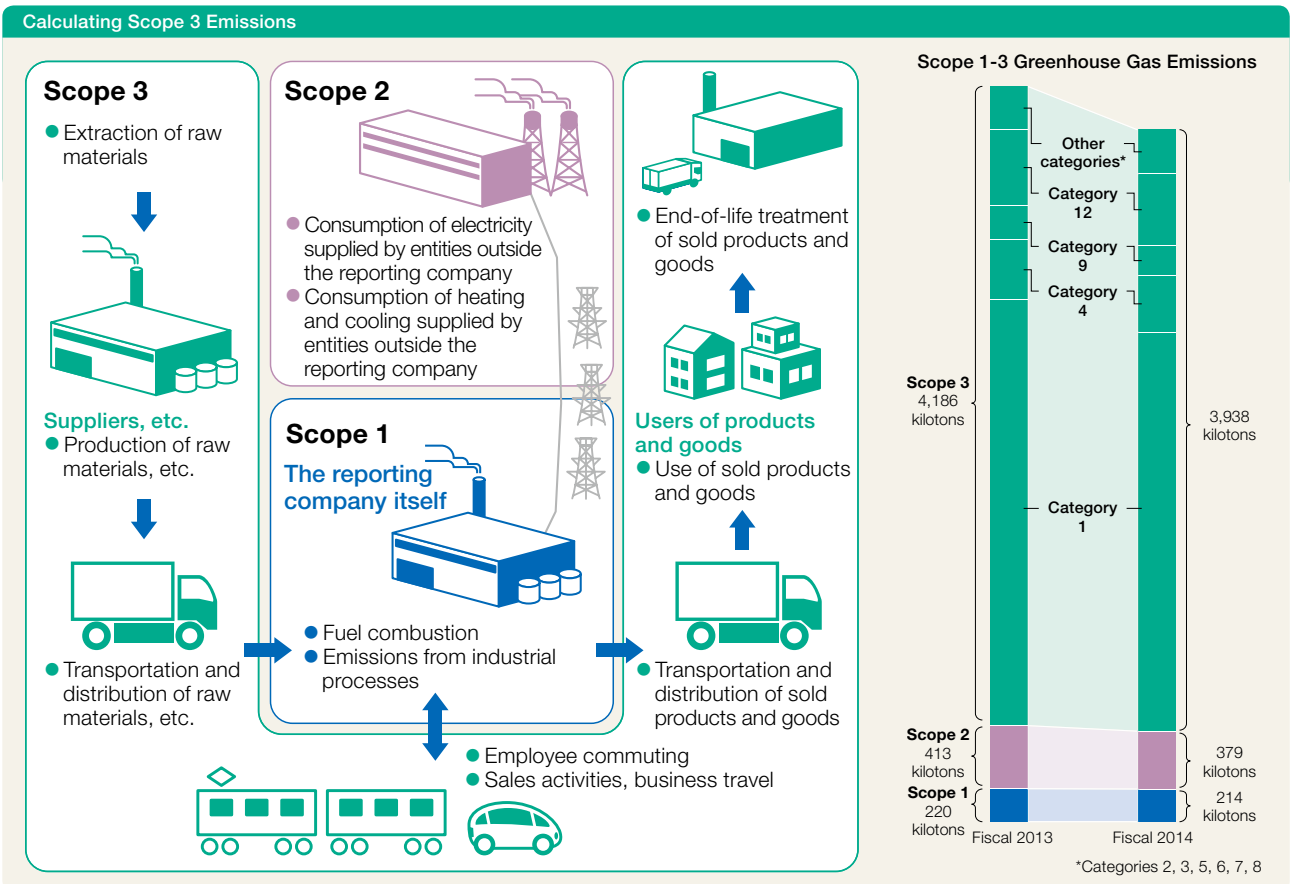 Calculating Scope 3 Emissions
Scope 3
● Extraction of raw
materials
Suppliers, etc.
● Production of raw
materials, etc.
● Transportation and
distribution of raw
materials, etc.
Scope 2
● Consumption of electricity
supplied by entities outside
the reporting company
● Consumption of heating
and cooling supplied by
entities outside the
reporting company
Scope 1
The reporting
company itself
● Fuel combustion
● Emissions from industrial
processes
● Employee commuting
● Sales activities, business travel
● End-of-life treatment
of sold products and
goods
Users of products
and goods
● Use of sold products
and goods
● Transportation and
distribution of sold
products and goods
Scope 1-3 Greenhouse Gas Emissions
Other
categories*
Category
12
Category
9
Category
4
Category
1
Scope 3
4,186
kilotons
3,938
kilotons
Scope 2
413
kilotons
379
kilotons
Scope 1
220
kilotons
214
kilotons
Fiscal 2013
Fiscal 2014
*Categories 2, 3, 5, 6, 7, 8